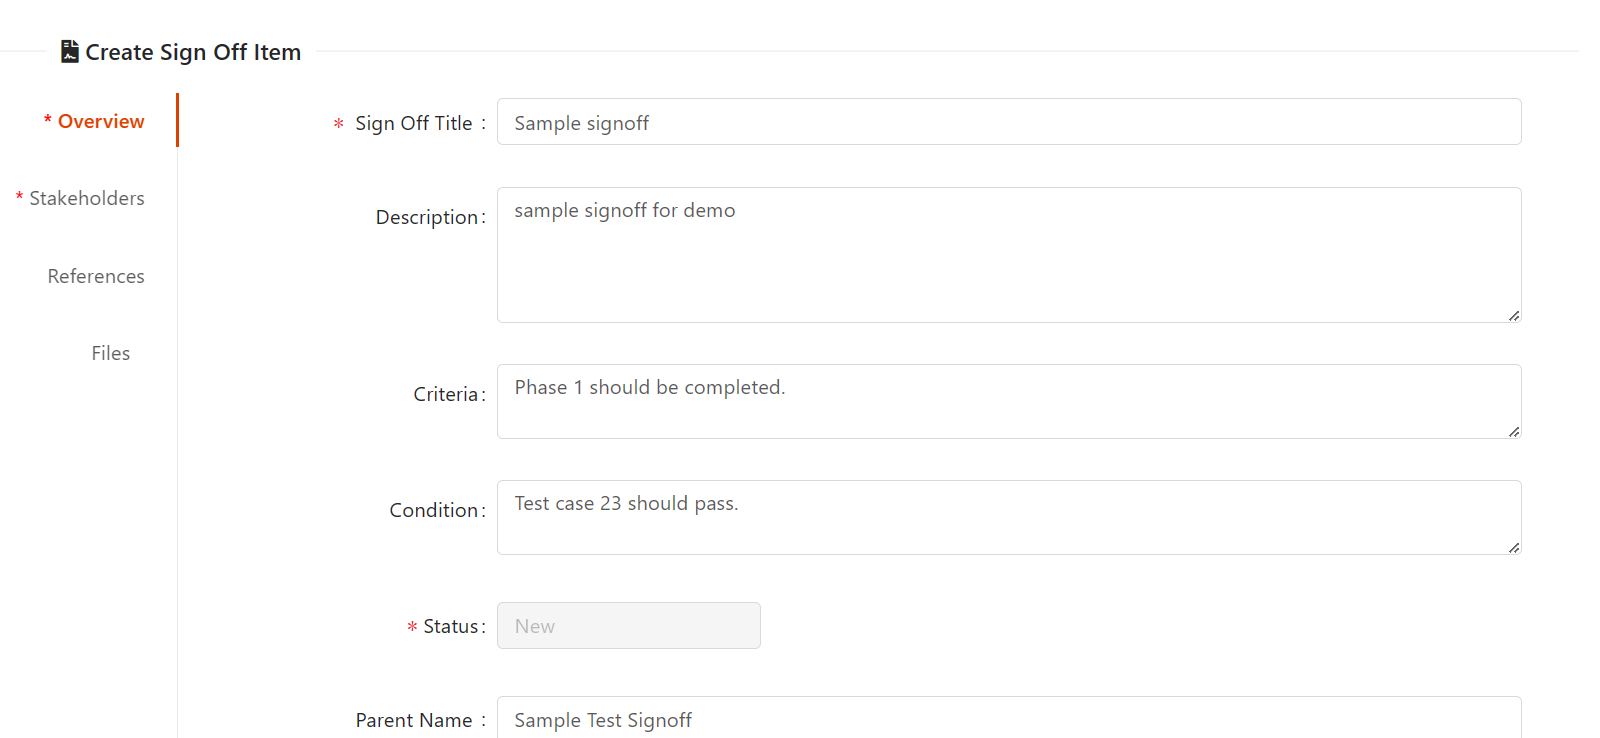 Create Sign Off Item
* Overview
* Stakeholders
References
Files
* Sign Off Title : Sample signoff
Description : sample signoff for demo
Criteria : Phase 1 should be completed.
Condition : Test case 23 should pass.
* Status : New
Parent Name : Sample Test Signoff